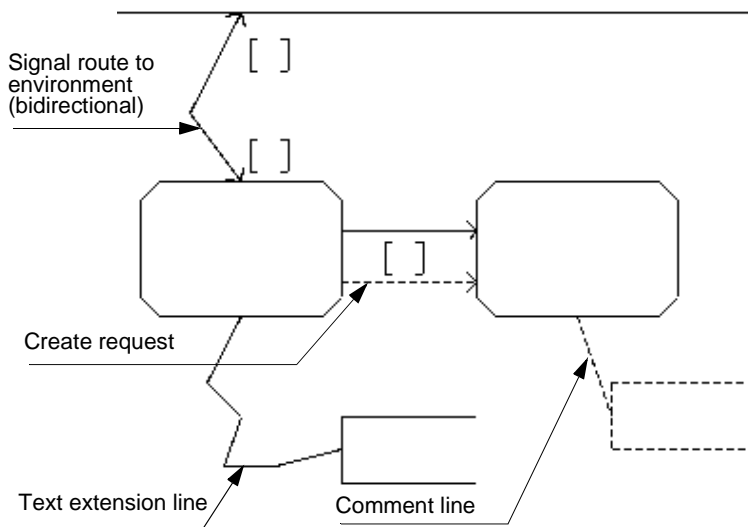 Signal route to
environment
(bidirectional)
[ ]
[ ]
[ ]
Create request
Text extension line
Comment line